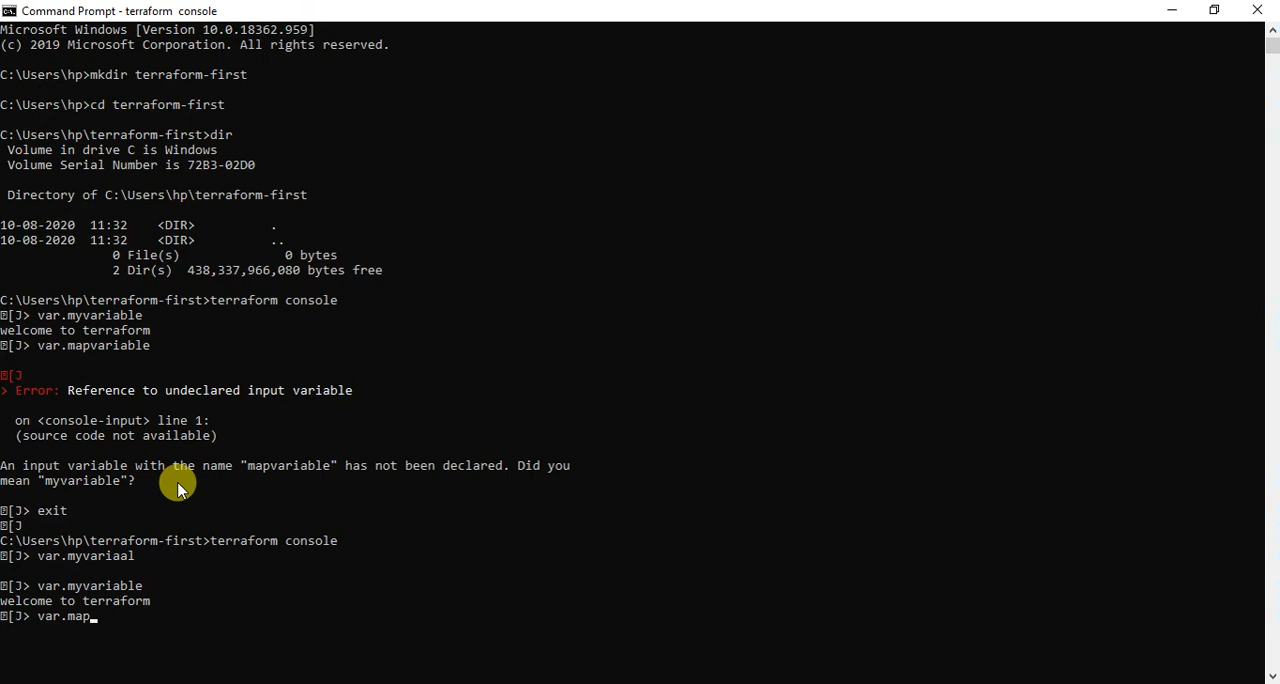 Command Prompt - terraform console
Microsoft Windows [Version 10.0.18362.959]
(c) 2019 Microsoft Corporation. All rights reserved.
C:\Users\hp>mkdir terraform-first
C:\Users\hp>cd terraform-first
C:\Users\hp\terraform-first>dir
Volume in drive C is Windows
Volume Serial Number is 72B3-02D0
Directory of C:\Users\hp\terraform-first
10-08-2020 11:32 <DIR> .
10-08-2020 11:32 <DIR> ..
0 File(s) 0 bytes
2 Dir(s) 438,337,966,080 bytes free
C:\Users\hp\terraform-first>terraform console
⍰[J> var.myvariable
welcome to terraform
⍰[J> var.mapvariable
⍰[J
> Error: Reference to undeclared input variable
on <console-input> line 1:
(source code not available)
An input variable with the name "mapvariable" has not been declared. Did you
mean "myvariable"?
⍰[J> exit
⍰[J
C:\Users\hp\terraform-first>terraform console
⍰[J> var.myvariaal
⍰[J> var.myvariable
welcome to terraform
⍰[J> var.map_